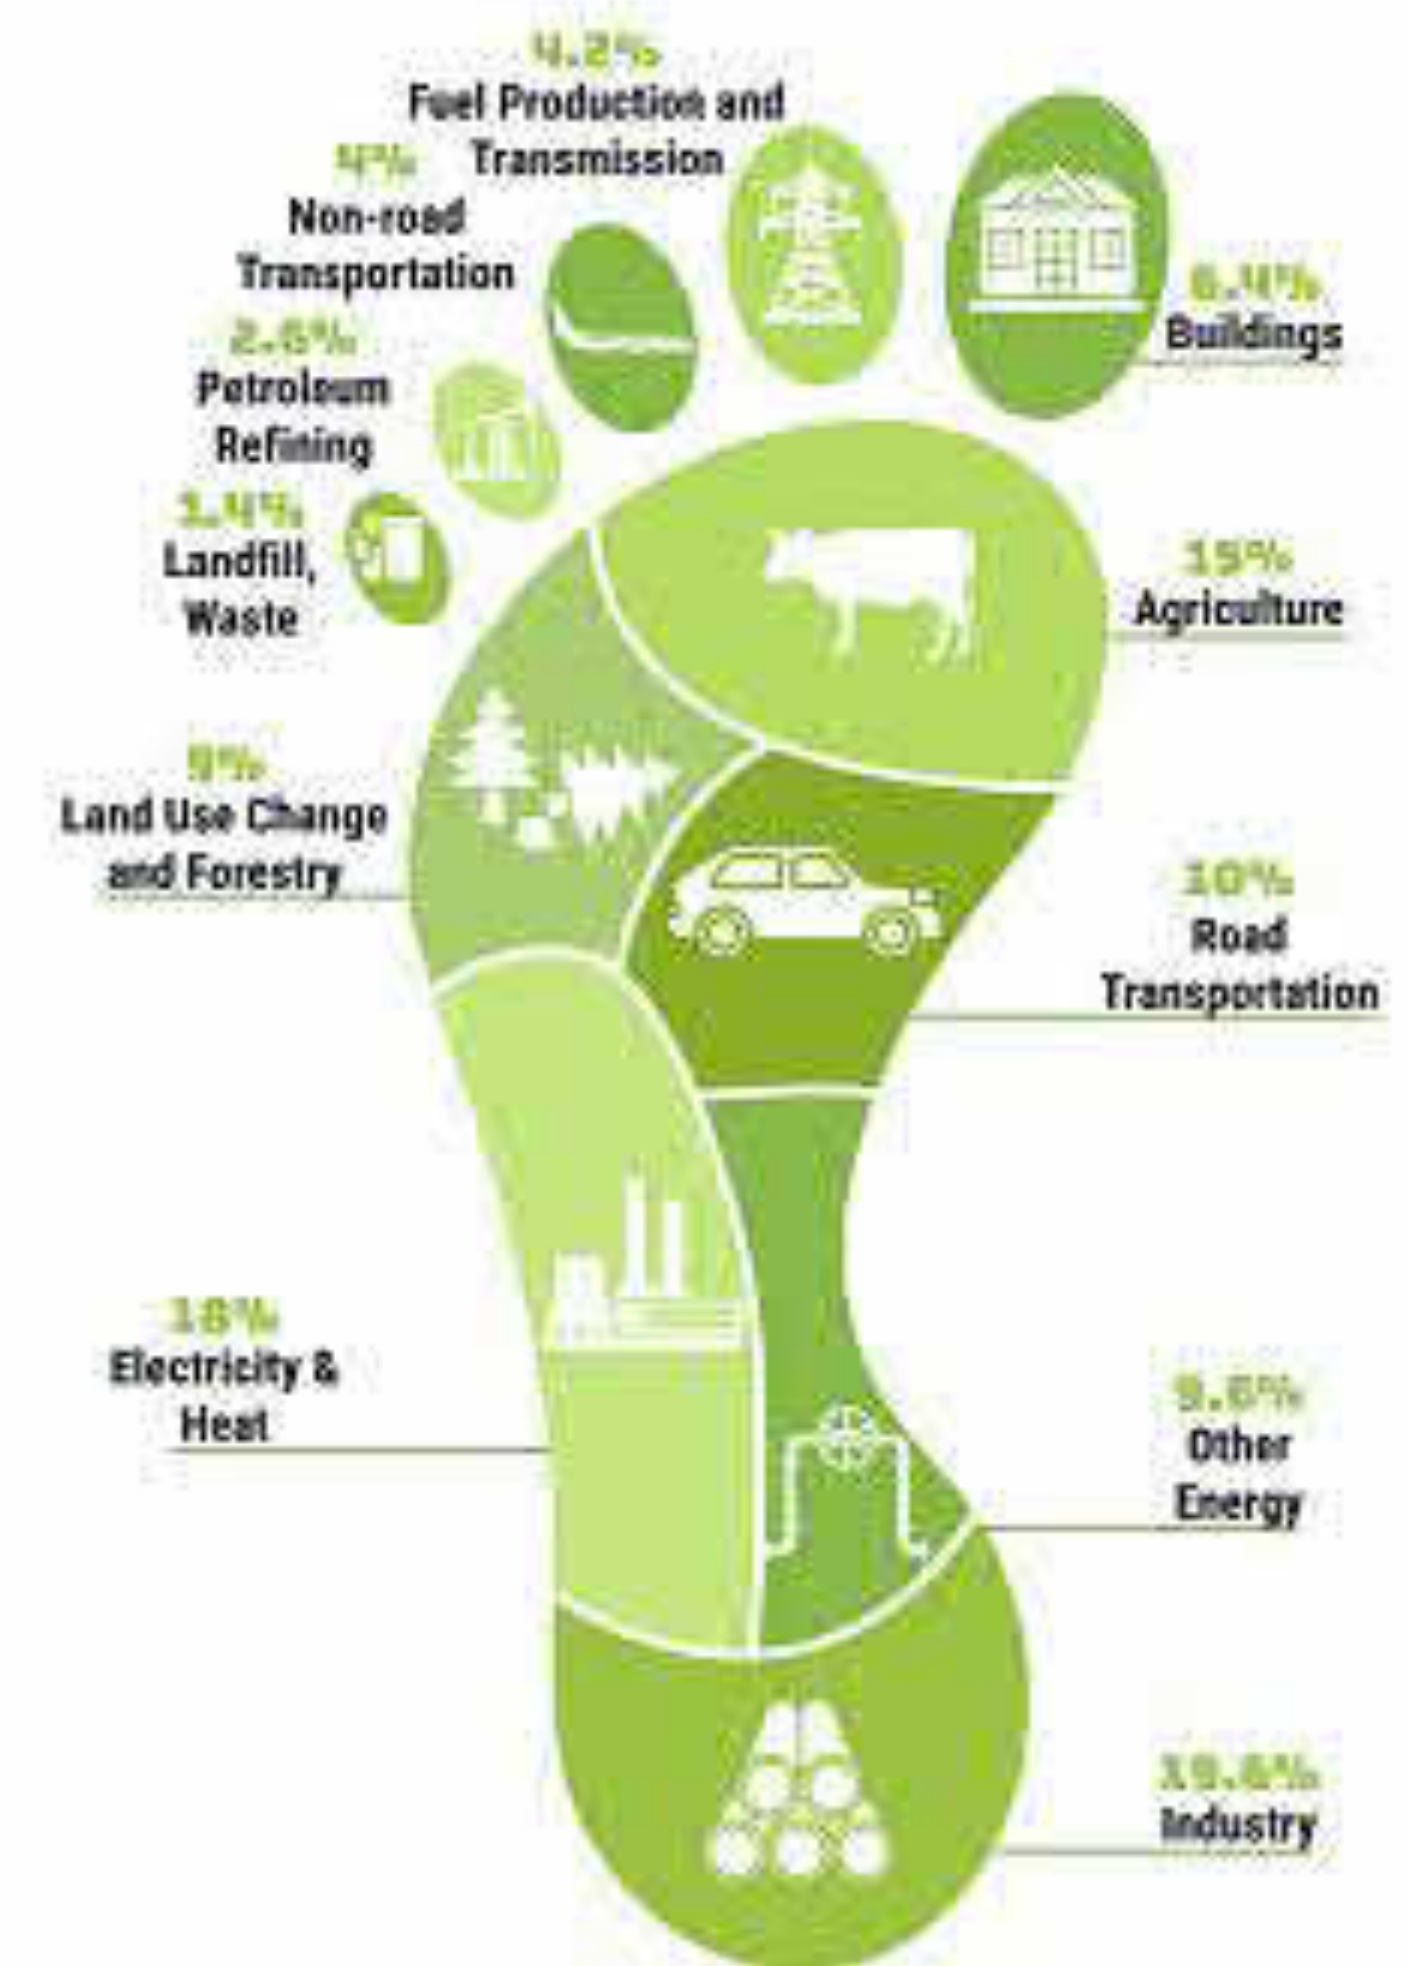 4.2%
Fuel Production and
Transmission
4%
Non-road
Transportation
2.6%
Petroleum
Refining
1.4%
Landfill,
Waste
6.4%
Buildings
15%
Agriculture
9%
Land Use Change
and Forestry
10%
Road
Transportation
18%
Electricity &
Heat
Other
Energy
19.6%
Industry